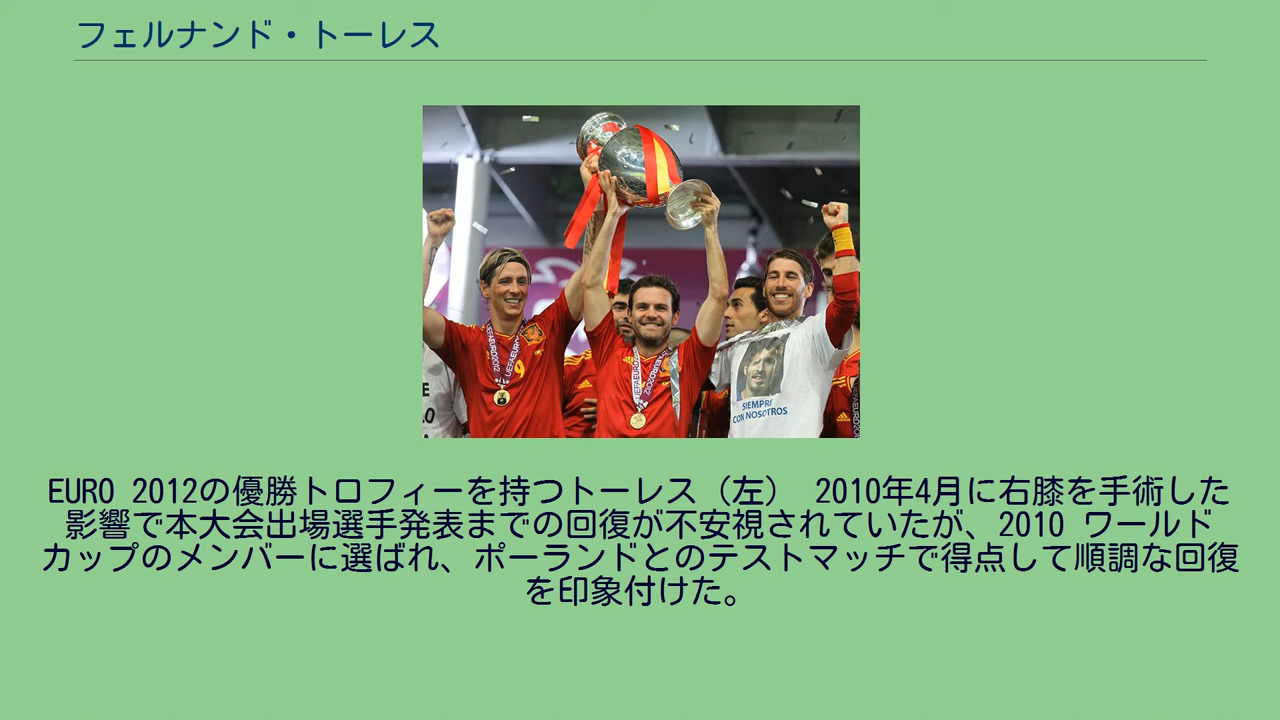 フェルナンド・トーレス
UEFAEURO2012
UEFAEURO2012
9
SIEMPRE
CON NOSOTROS
EURO 2012の優勝トロフィーを持つトーレス（左） 2010年4月に右膝を手術した
影響で本大会出場選手発表までの回復が不安視されていたが、2010 ワールド
カップのメンバーに選ばれ、ポーランドとのテストマッチで得点して順調な回復
を印象付けた。